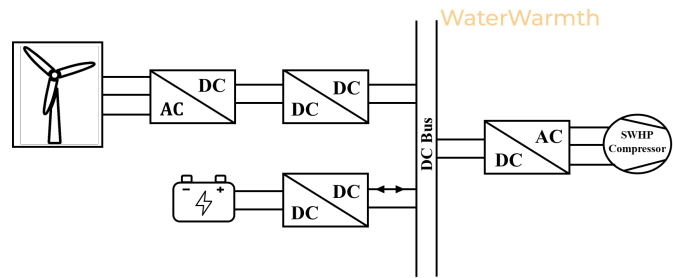 WaterWarmth
DC
AC
DC
DC
DC Bus
AC
DC
SWHP
Compressor
- +
DC
DC